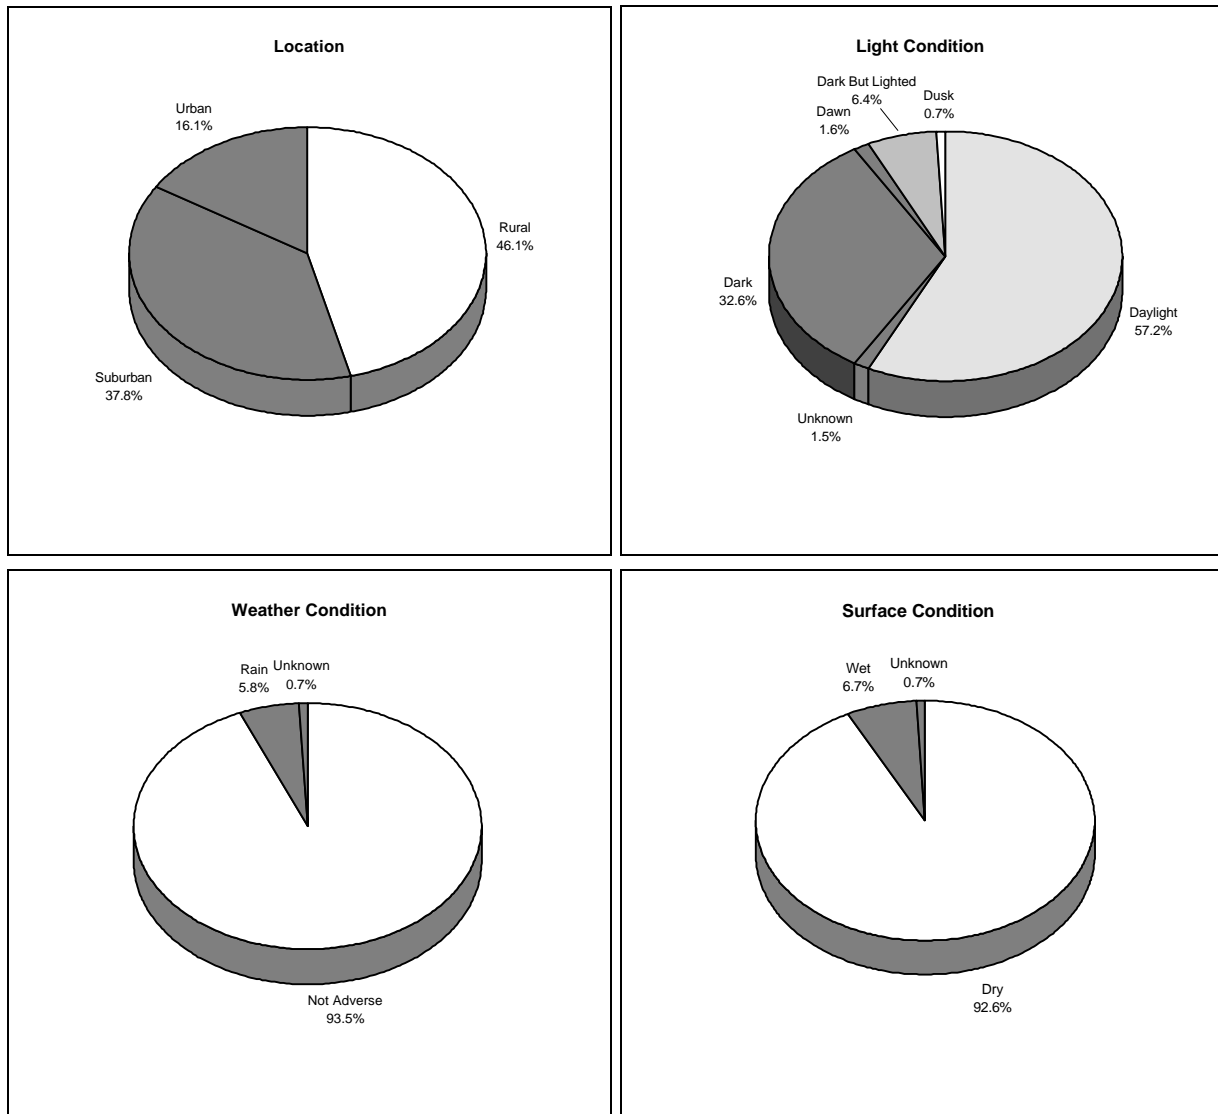 Location
Urban
16.1%
Rural
46.1%
Suburban
37.8%
Light Condition
Dark But Lighted
6.4%
Dusk
0.7%
Dawn
1.6%
Dark
32.6%
Daylight
57.2%
Unknown
1.5%
Weather Condition
Rain
5.8%
Unknown
0.7%
Not Adverse
93.5%
Surface Condition
Wet
6.7%
Unknown
0.7%
Dry
92.6%